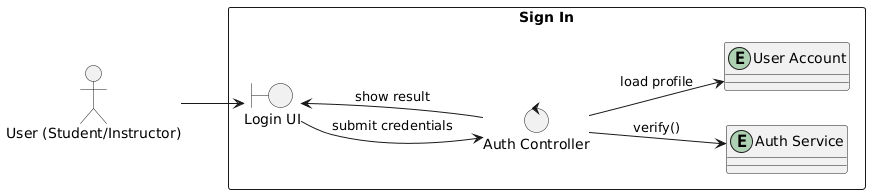 Sign In
User (Student/Instructor)
Login UI
show result
submit credentials
Auth Controller
load profile
verify()
E User Account
E Auth Service